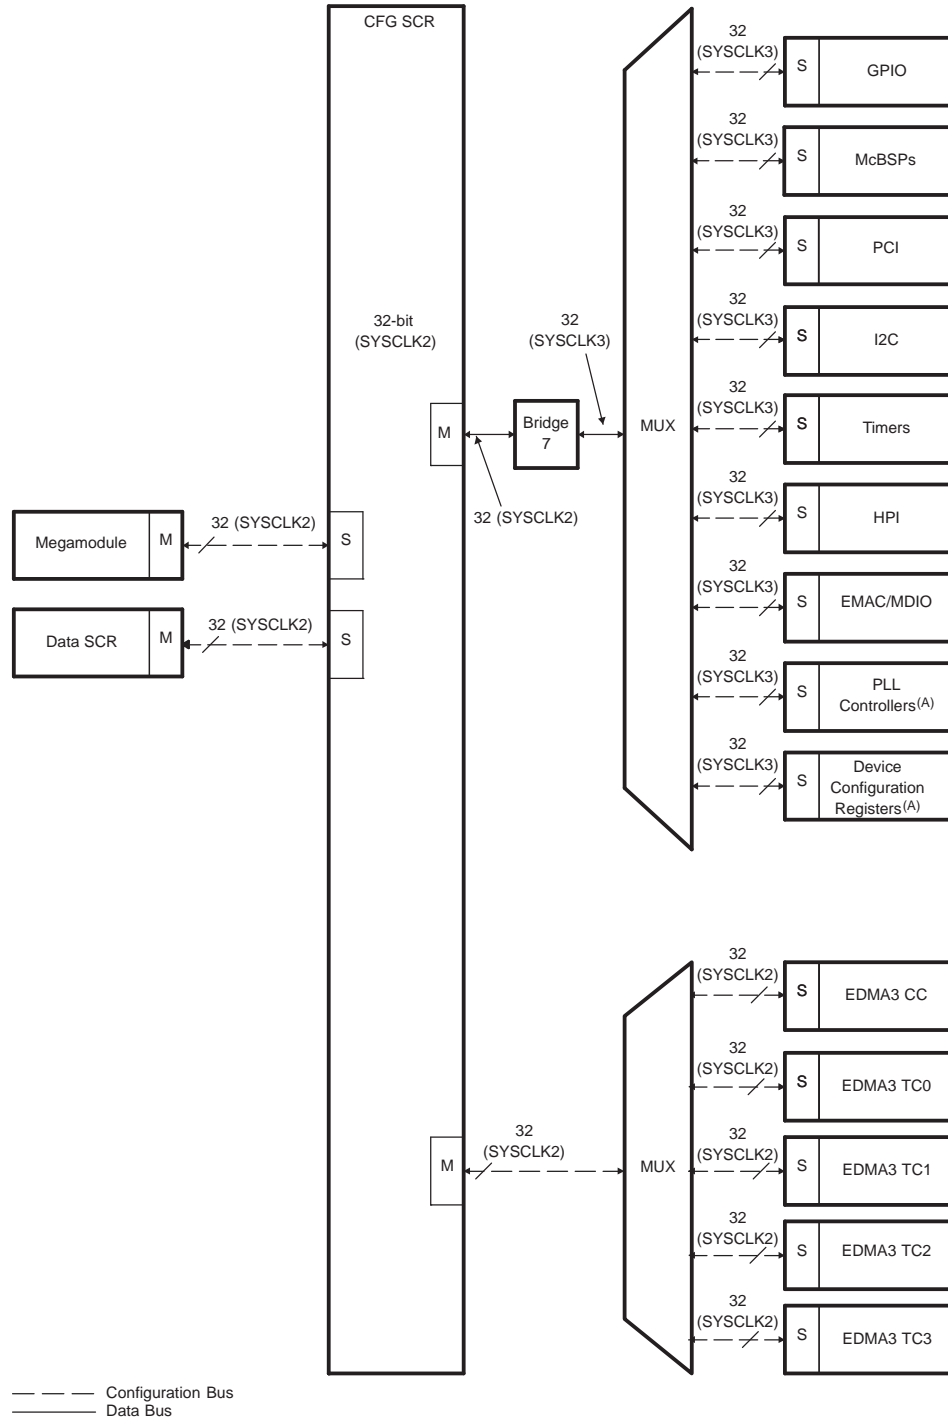 CFG SCR
32-bit
(SYSCLK2)
M
S
S
M
Megamodule
M
32 (SYSCLK2)
Data SCR
M
32 (SYSCLK2)
32 (SYSCLK2)
Bridge
7
32
(SYSCLK3)
MUX
32
(SYSCLK3)
S
GPIO
32
(SYSCLK3)
S
McBSPs
32
(SYSCLK3)
S
PCI
32
(SYSCLK3)
S
I2C
32
(SYSCLK3)
S
Timers
32
(SYSCLK3)
S
HPI
32
(SYSCLK3)
S
EMAC/MDIO
32
(SYSCLK3)
S
PLL
Controllers(A)
32
(SYSCLK3)
S
Device
Configuration
Registers(A)
32
(SYSCLK2)
MUX
32
(SYSCLK2)
S
EDMA3 CC
32
(SYSCLK2)
S
EDMA3 TC0
32
(SYSCLK2)
S
EDMA3 TC1
32
(SYSCLK2)
S
EDMA3 TC2
32
(SYSCLK2)
S
EDMA3 TC3
Configuration Bus
Data Bus